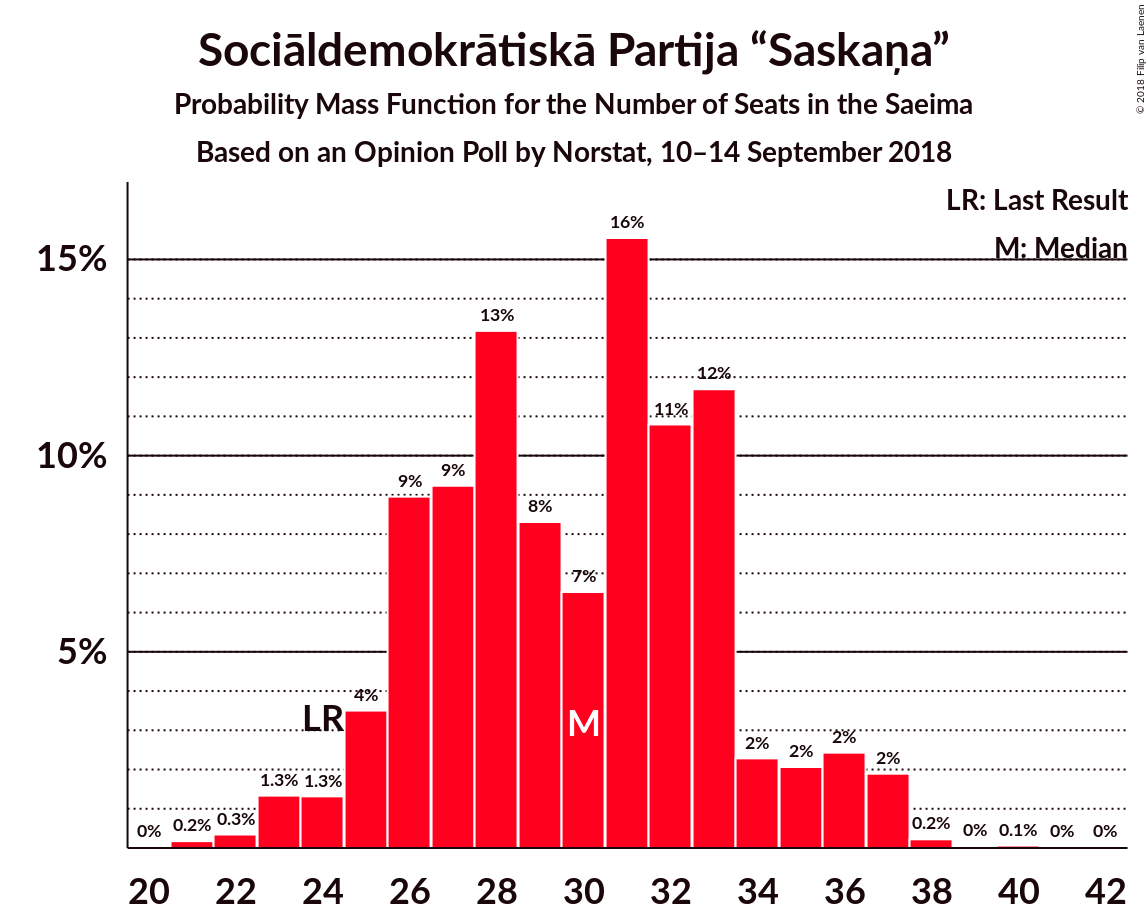 Sociāldemokrātiskā Partija “Saskaņa”
Probability Mass Function for the Number of Seats in the Saeima
Based on an Opinion Poll by Norstat, 10–14 September 2018
© 2018 Filip van Laenen
LR: Last Result
M: Median
15%
10%
5%
0%
0.2%
0.3%
1.3%
1.3%
4%
9%
9%
13%
8%
7%
16%
11%
12%
2%
2%
2%
2%
0.2%
0%
0.1%
0%
0%
LR
M
20 22 24 26 28 30 32 34 36 38 40 42